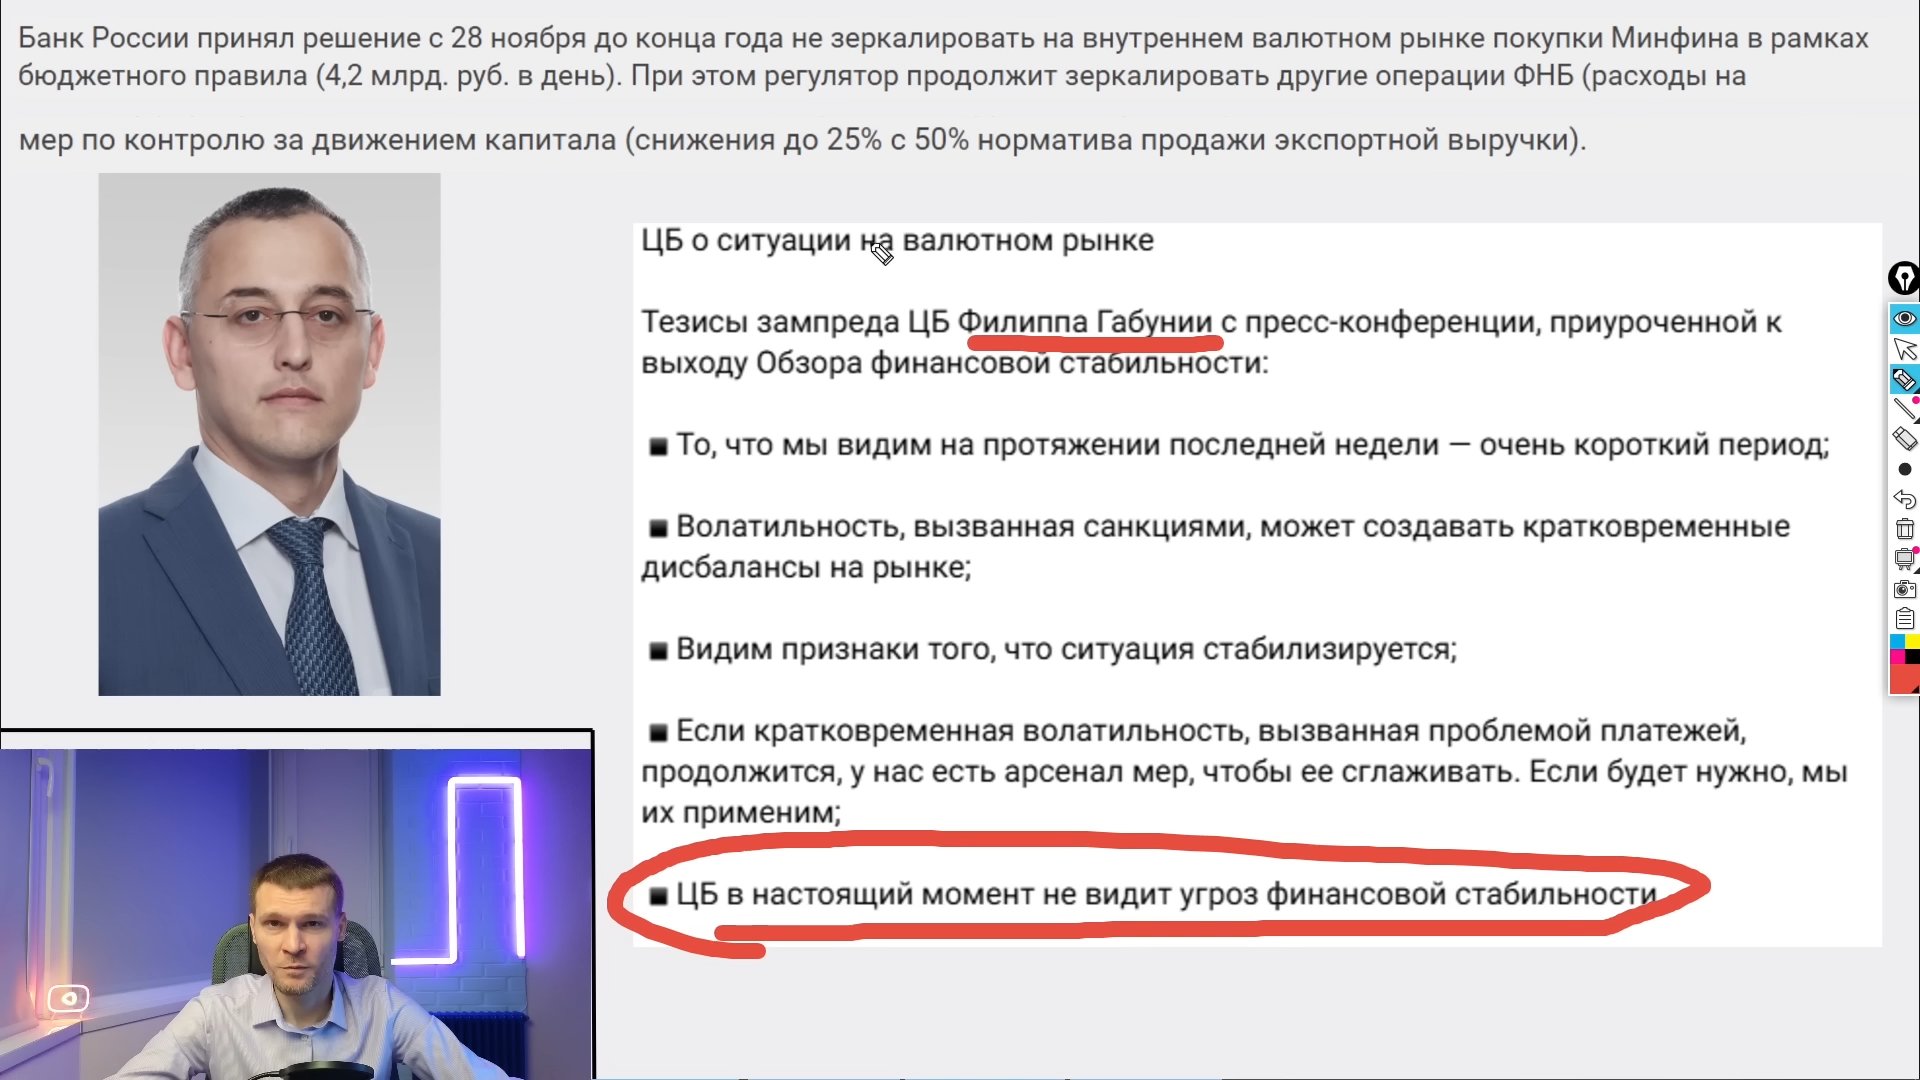 Банк России принял решение с 28 ноября до конца года не зеркалировать на внутреннем валютном рынке покупки Минфина в рамках
бюджетного правила (4,2 млрд. руб. в день). При этом регулятор продолжит зеркалировать другие операции ФНБ (расходы на
мер по контролю за движением капитала (снижения до 25% с 50% норматива продажи экспортной выручки).
ЦБ о ситуации на валютном рынке
Тезисы зампреда ЦБ Филиппа Габунии с пресс-конференции, приуроченной к
выходу Обзора финансовой стабильности:
▪ То, что мы видим на протяжении последней недели — очень короткий период;
▪ Волатильность, вызванная санкциями, может создавать кратковременные
дисбалансы на рынке;
▪ Видим признаки того, что ситуация стабилизируется;
▪ Если кратковременная волатильность, вызванная проблемой платежей,
продолжится, у нас есть арсенал мер, чтобы ее сглаживать. Если будет нужно, мы
их применим;
▪ ЦБ в настоящий момент не видит угроз финансовой стабильности